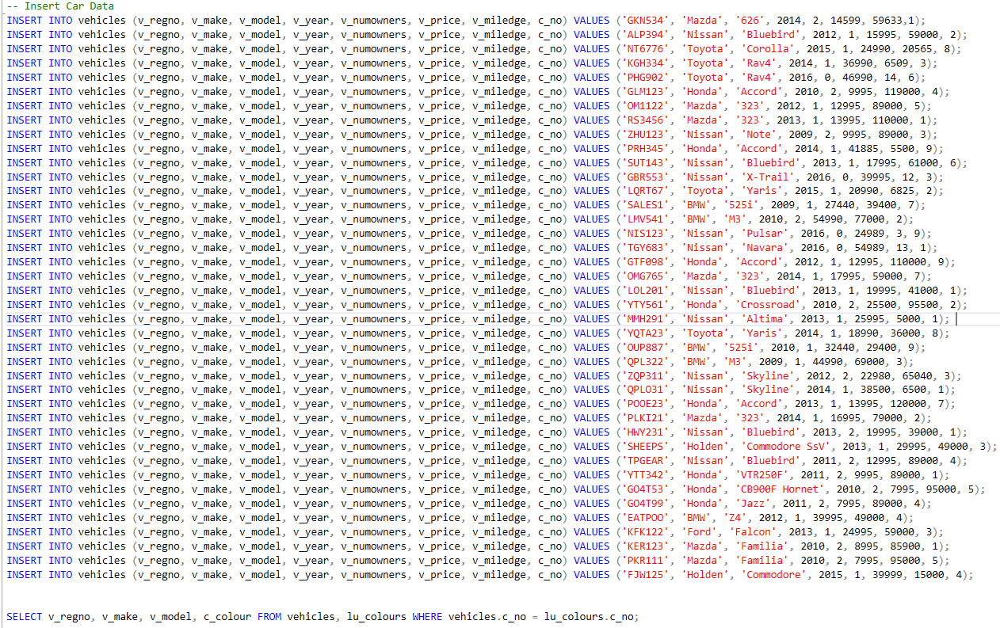 -- Insert Car Data
INSERT INTO vehicles (v_regno, v_make, v_model, v_year, v_numowners, v_price, v_miledge, c_no) VALUES ('GKN534', 'Mazda', '626', 2014, 2, 14599, 59633,1);
INSERT INTO vehicles (v_regno, v_make, v_model, v_year, v_numowners, v_price, v_miledge, c_no) VALUES ('ALP394', 'Nissan', 'Bluebird', 2012, 1, 15995, 59000, 2);
INSERT INTO vehicles (v_regno, v_make, v_model, v_year, v_numowners, v_price, v_miledge, c_no) VALUES ('NT6776', 'Toyota', 'Corolla', 2015, 1, 24990, 20565, 8);
INSERT INTO vehicles (v_regno, v_make, v_model, v_year, v_numowners, v_price, v_miledge, c_no) VALUES ('KGH334', 'Toyota', 'Rav4', 2014, 1, 36990, 6509, 3);
INSERT INTO vehicles (v_regno, v_make, v_model, v_year, v_numowners, v_price, v_miledge, c_no) VALUES ('PHG902', 'Toyota', 'Rav4', 2016, 0, 46990, 14, 6);
INSERT INTO vehicles (v_regno, v_make, v_model, v_year, v_numowners, v_price, v_miledge, c_no) VALUES ('GLM123', 'Honda', 'Accord', 2010, 2, 9995, 119000, 4);
INSERT INTO vehicles (v_regno, v_make, v_model, v_year, v_numowners, v_price, v_miledge, c_no) VALUES ('OM1122', 'Mazda', '323', 2012, 1, 12995, 89000, 5);
INSERT INTO vehicles (v_regno, v_make, v_model, v_year, v_numowners, v_price, v_miledge, c_no) VALUES ('RS3456', 'Mazda', '323', 2013, 1, 13995, 110000, 1);
INSERT INTO vehicles (v_regno, v_make, v_model, v_year, v_numowners, v_price, v_miledge, c_no) VALUES ('ZHU123', 'Nissan', 'Note', 2009, 2, 9995, 89000, 3);
INSERT INTO vehicles (v_regno, v_make, v_model, v_year, v_numowners, v_price, v_miledge, c_no) VALUES ('PRH345', 'Honda', 'Accord', 2014, 1, 41885, 5500, 9);
INSERT INTO vehicles (v_regno, v_make, v_model, v_year, v_numowners, v_price, v_miledge, c_no) VALUES ('SUT143', 'Nissan', 'Bluebird', 2013, 1, 17995, 61000, 6);
INSERT INTO vehicles (v_regno, v_make, v_model, v_year, v_numowners, v_price, v_miledge, c_no) VALUES ('GBR553', 'Nissan', 'X-Trail', 2016, 0, 39995, 12, 3);
INSERT INTO vehicles (v_regno, v_make, v_model, v_year, v_numowners, v_price, v_miledge, c_no) VALUES ('LQRT67', 'Toyota', 'Yaris', 2015, 1, 20990, 6825, 2);
INSERT INTO vehicles (v_regno, v_make, v_model, v_year, v_numowners, v_price, v_miledge, c_no) VALUES ('SALES1', 'BMW', '525i', 2009, 1, 27440, 39400, 7);
INSERT INTO vehicles (v_regno, v_make, v_model, v_year, v_numowners, v_price, v_miledge, c_no) VALUES ('LMV541', 'BMW', 'M3', 2010, 2, 54990, 77000, 2);
INSERT INTO vehicles (v_regno, v_make, v_model, v_year, v_numowners, v_price, v_miledge, c_no) VALUES ('NIS123', 'Nissan', 'Pulsar', 2016, 0, 24989, 3, 9);
INSERT INTO vehicles (v_regno, v_make, v_model, v_year, v_numowners, v_price, v_miledge, c_no) VALUES ('TGY683', 'Nissan', 'Navara', 2016, 0, 54989, 13, 1);
INSERT INTO vehicles (v_regno, v_make, v_model, v_year, v_numowners, v_price, v_miledge, c_no) VALUES ('GTF098', 'Honda', 'Accord', 2012, 1, 12995, 110000, 9);
INSERT INTO vehicles (v_regno, v_make, v_model, v_year, v_numowners, v_price, v_miledge, c_no) VALUES ('OMG765', 'Mazda', '323', 2014, 1, 17995, 59000, 7);
INSERT INTO vehicles (v_regno, v_make, v_model, v_year, v_numowners, v_price, v_miledge, c_no) VALUES ('LOL201', 'Nissan', 'Bluebird', 2013, 1, 19995, 41000, 1);
INSERT INTO vehicles (v_regno, v_make, v_model, v_year, v_numowners, v_price, v_miledge, c_no) VALUES ('YTY561', 'Honda', 'Crossroad', 2010, 2, 25500, 95500, 2);
INSERT INTO vehicles (v_regno, v_make, v_model, v_year, v_numowners, v_price, v_miledge, c_no) VALUES ('MMH291', 'Nissan', 'Altima', 2013, 1, 25995, 5000, 1);
INSERT INTO vehicles (v_regno, v_make, v_model, v_year, v_numowners, v_price, v_miledge, c_no) VALUES ('YQTA23', 'Toyota', 'Yaris', 2014, 1, 18990, 36000, 8);
INSERT INTO vehicles (v_regno, v_make, v_model, v_year, v_numowners, v_price, v_miledge, c_no) VALUES ('OUP887', 'BMW', '525i', 2010, 1, 32440, 29400, 9);
INSERT INTO vehicles (v_regno, v_make, v_model, v_year, v_numowners, v_price, v_miledge, c_no) VALUES ('QPL322', 'BMW', 'M3', 2009, 1, 44990, 69000, 3);
INSERT INTO vehicles (v_regno, v_make, v_model, v_year, v_numowners, v_price, v_miledge, c_no) VALUES ('ZQP311', 'Nissan', 'Skyline', 2012, 2, 22980, 65040, 3);
INSERT INTO vehicles (v_regno, v_make, v_model, v_year, v_numowners, v_price, v_miledge, c_no) VALUES ('QPLO31', 'Nissan', 'Skyline', 2014, 1, 38500, 6500, 1);
INSERT INTO vehicles (v_regno, v_make, v_model, v_year, v_numowners, v_price, v_miledge, c_no) VALUES ('POOE23', 'Honda', 'Accord', 2013, 1, 13995, 120000, 7);
INSERT INTO vehicles (v_regno, v_make, v_model, v_year, v_numowners, v_price, v_miledge, c_no) VALUES ('PLKI21', 'Mazda', '323', 2014, 1, 16995, 79000, 2);
INSERT INTO vehicles (v_regno, v_make, v_model, v_year, v_numowners, v_price, v_miledge, c_no) VALUES ('HWY231', 'Nissan', 'Bluebird', 2013, 2, 19995, 39000, 1);
INSERT INTO vehicles (v_regno, v_make, v_model, v_year, v_numowners, v_price, v_miledge, c_no) VALUES ('SHEEPS', 'Holden', 'Commodore SsV', 2013, 1, 29995, 49000, 3);
INSERT INTO vehicles (v_regno, v_make, v_model, v_year, v_numowners, v_price, v_miledge, c_no) VALUES ('TPGEAR', 'Nissan', 'Bluebird', 2011, 2, 12995, 89000, 4);
INSERT INTO vehicles (v_regno, v_make, v_model, v_year, v_numowners, v_price, v_miledge, c_no) VALUES ('YTT342', 'Honda', 'VTR250F', 2011, 2, 9995, 89000, 1);
INSERT INTO vehicles (v_regno, v_make, v_model, v_year, v_numowners, v_price, v_miledge, c_no) VALUES ('GO4T53', 'Honda', 'CB900F Hornet', 2010, 2, 7995, 95000, 5);
INSERT INTO vehicles (v_regno, v_make, v_model, v_year, v_numowners, v_price, v_miledge, c_no) VALUES ('GO4T99', 'Honda', 'Jazz', 2011, 2, 7995, 89000, 4);
INSERT INTO vehicles (v_regno, v_make, v_model, v_year, v_numowners, v_price, v_miledge, c_no) VALUES ('EATPOO', 'BMW', 'Z4', 2012, 1, 39995, 49000, 4);
INSERT INTO vehicles (v_regno, v_make, v_model, v_year, v_numowners, v_price, v_miledge, c_no) VALUES ('KFK122', 'Ford', 'Falcon', 2013, 1, 24995, 59000, 3);
INSERT INTO vehicles (v_regno, v_make, v_model, v_year, v_numowners, v_price, v_miledge, c_no) VALUES ('KER123', 'Mazda', 'Familia', 2010, 2, 8995, 85900, 1);
INSERT INTO vehicles (v_regno, v_make, v_model, v_year, v_numowners, v_price, v_miledge, c_no) VALUES ('PKR111', 'Mazda', 'Familia', 2010, 2, 7995, 95000, 5);
INSERT INTO vehicles (v_regno, v_make, v_model, v_year, v_numowners, v_price, v_miledge, c_no) VALUES ('FJW125', 'Holden', 'Commodore', 2015, 1, 39999, 15000, 4);
SELECT v_regno, v_make, v_model, c_colour FROM vehicles, lu_colours WHERE vehicles.c_no = lu_colours.c_no;